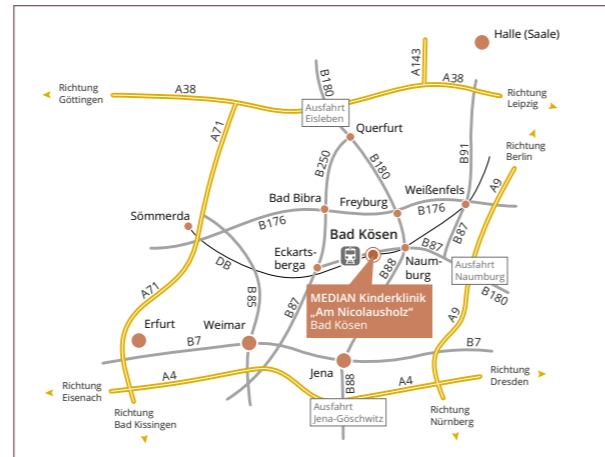 Halle (Saale)
A143
B180
A38
A38
Richtung
Göttingen
Richtung
Leipzig
Ausfahrt
Eisleben
A71
Querfurt
Richtung
Berlin
B91
B250
B180
A9
Weißenfels
Bad Bibra
Freyburg
B176
B176
Sömmerda
Bad Kösen
B87
B87
DB
Eckarts-
berga
B88
Naum-
burg
Ausfahrt
Naumburg
B180
A71
B85
B87
MEDIAN Kinderklinik
„Am Nicolausholz“
Bad Kösen
A9
Erfurt
Weimar
B7
B7
Jena
Richtung
Eisenach
A4
B88
A4
Richtung
Dresden
Richtung
Bad Kissingen
Ausfahrt
Jena-Göschwitz
Richtung
Nürnberg